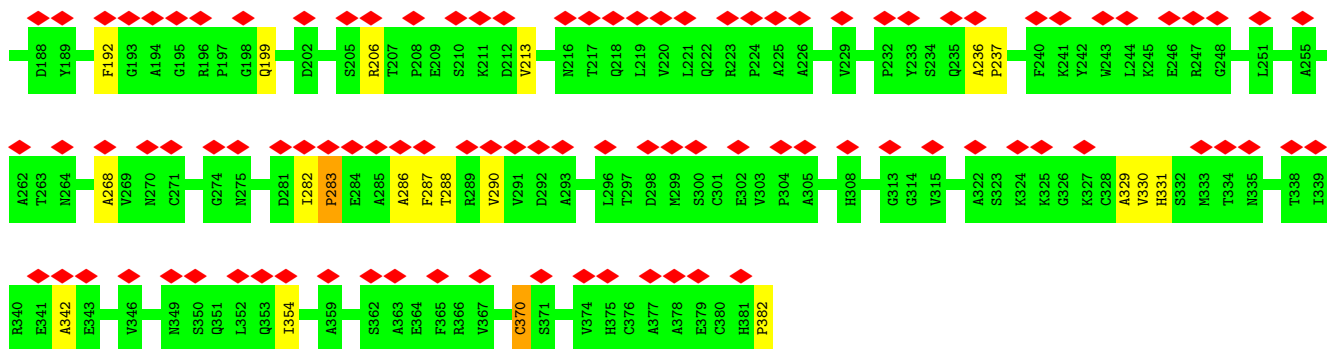 D188 Y189 F192 G193 A194 G195 R196 P197 G198 Q199 D202 S205 R206 T207 P208 E209 S210 K211 D212 V213 N216 T217 Q218 L219 V220 L221 Q222 R223 P224 A225 A226 V229 P232 Y233 S234 Q235 A236 P237 F240 K241 Y242 W243 L244 K245 E246 R247 G248 L251 A255
A262 T263 N264 A268 V269 N270 C271 G274 N275 D281 I282 P283 E284 A285 A286 F287 T288 R289 V290 V291 D292 A293 L296 T297 D298 M299 S300 C301 E302 V303 P304 A305 H308 G313 G314 V315 A322 S323 K324 K325 G326 K327 C328 A329 V330 H331 S332 M333 T334 N335 T338 I339
R340 E341 A342 E343 V346 N349 S350 Q351 L352 Q353 I354 A359 S362 A363 E364 F365 R366 V367 C370 S371 V374 H375 C376 A377 A378 E379 C380 H381 P382